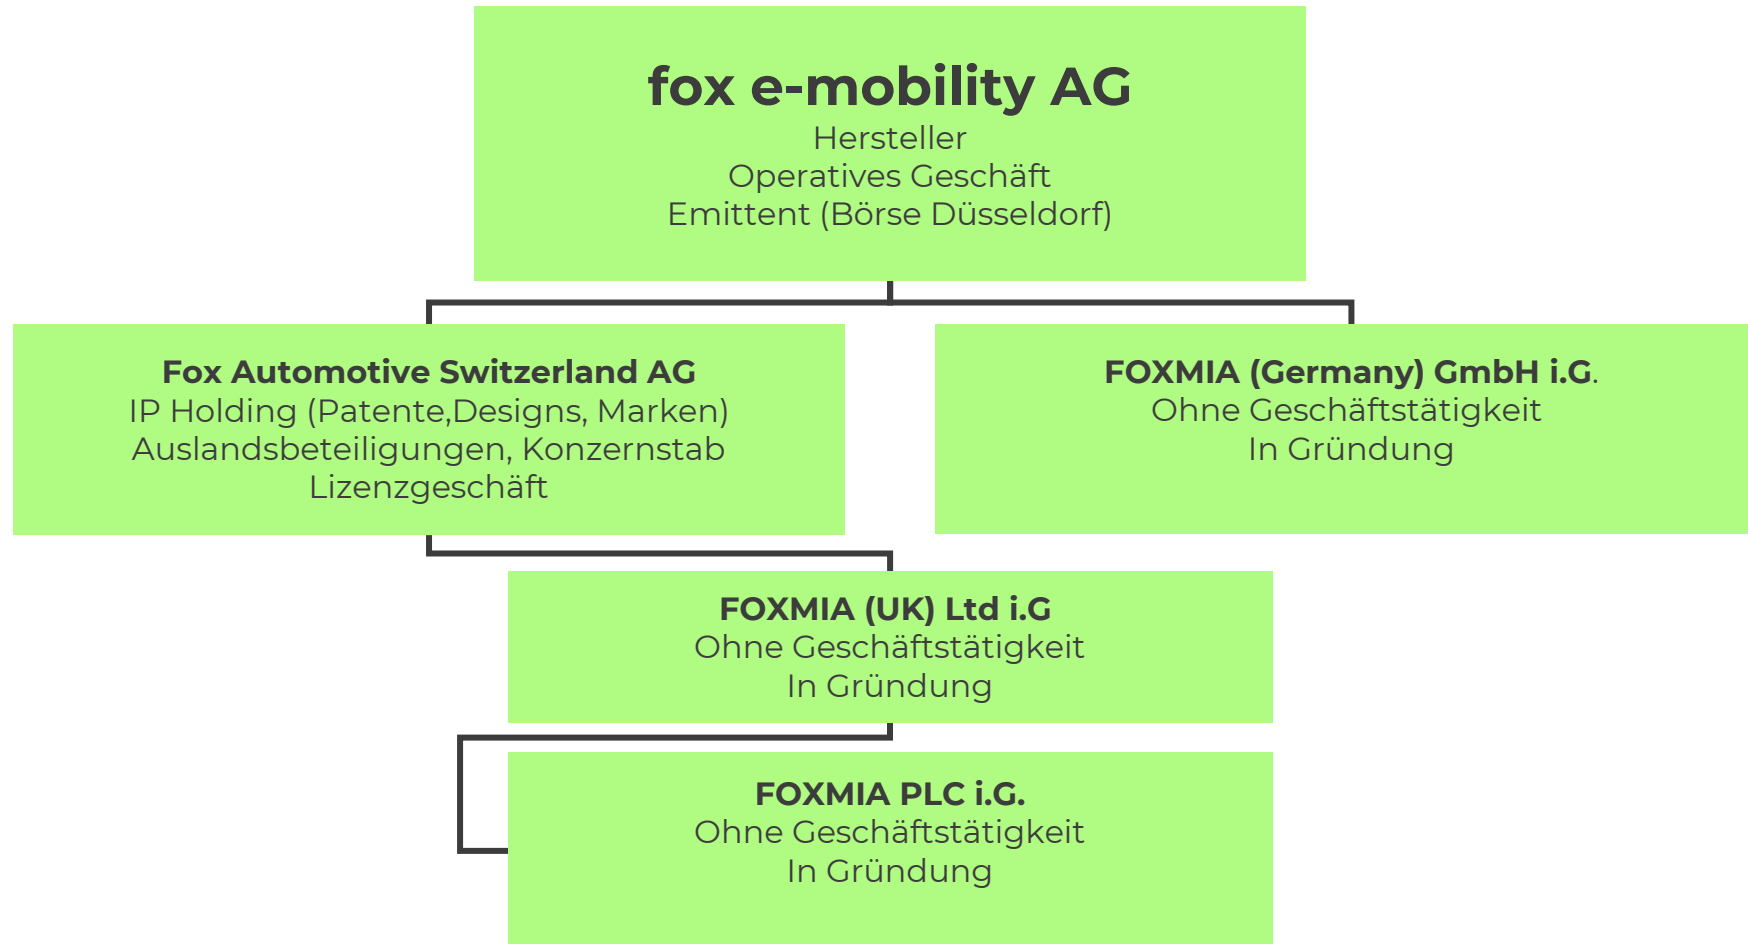 fox e-mobility AG
Hersteller
Operatives Geschäft
Emittent (Börse Düsseldorf)
Fox Automotive Switzerland AG
IP Holding (Patente,Designs, Marken)
Auslandsbeteiligungen, Konzernstab
Lizenzgeschäft
FOXMIA (Germany) GmbH i.G.
Ohne Geschäftstätigkeit
In Gründung
FOXMIA (UK) Ltd i.G
Ohne Geschäftstätigkeit
In Gründung
FOXMIA PLC i.G.
Ohne Geschäftstätigkeit
In Gründung